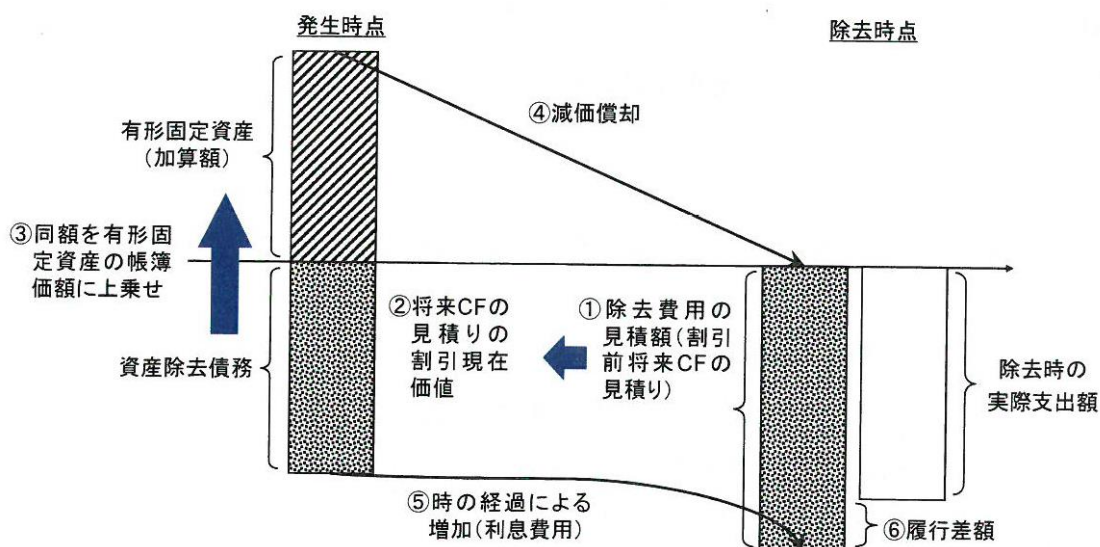 発生時点
除去時点
④減価償却
有形固定資産
（加算額）
③同額を有形固
定資産の帳簿
価額に上乗せ
②将来CFの
見積りの
割引現在
価値
①除去費用の
見積額（割引
前将来CFの
見積り）
資産除去債務
除去時の
実際支出額
⑤時の経過による
増加（利息費用）
⑥履行差額